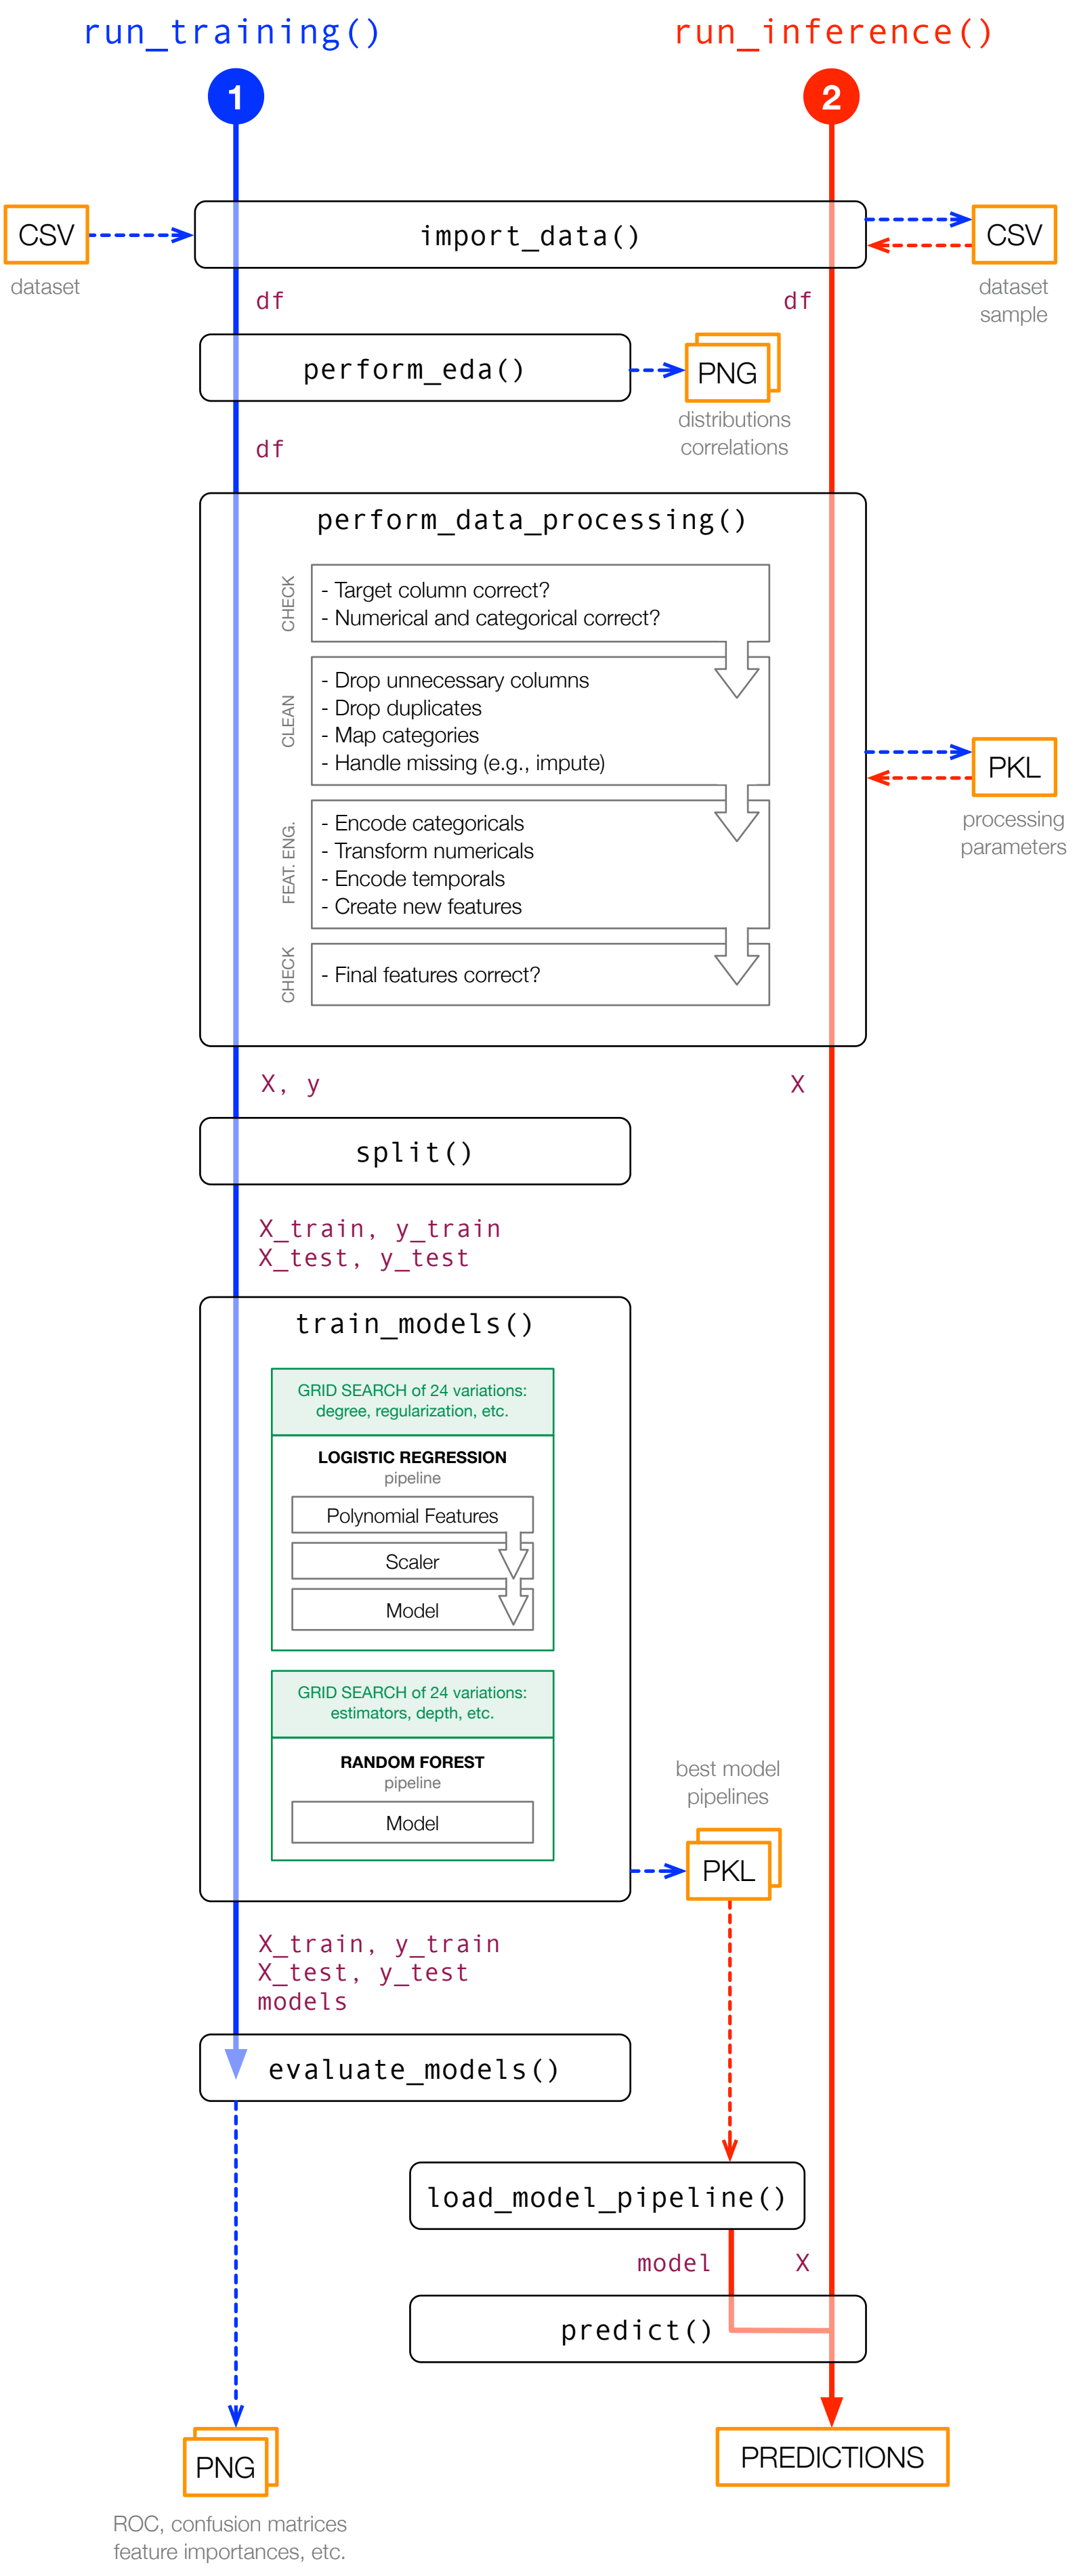 run_training()
run_inference()
1
2
CSV
import_data()
CSV
dataset
dataset
sample
df
df
perform_eda()
PNG
distributions
correlations
df
perform_data_processing()
CHECK
- Target column correct?
- Numerical and categorical correct?
CLEAN
- Drop unnecessary columns
- Drop duplicates
- Map categories
- Handle missing (e.g., impute)
PKL
processing
parameters
FEAT. ENG.
- Encode categoricals
- Transform numericals
- Encode temporals
- Create new features
CHECK
- Final features correct?
X, y
X
split()
X_train, y_train
X_test, y_test
train_models()
GRID SEARCH of 24 variations:
degree, regularization, etc.
LOGISTIC REGRESSION
pipeline
Polynomial Features
Scaler
Model
GRID SEARCH of 24 variations:
estimators, depth, etc.
RANDOM FOREST
pipeline
Model
best model
pipelines
PKL
X_train, y_train
X_test, y_test
models
evaluate_models()
load_model_pipeline()
model
X
predict()
PNG
PREDICTIONS
ROC, confusion matrices
feature importances, etc.